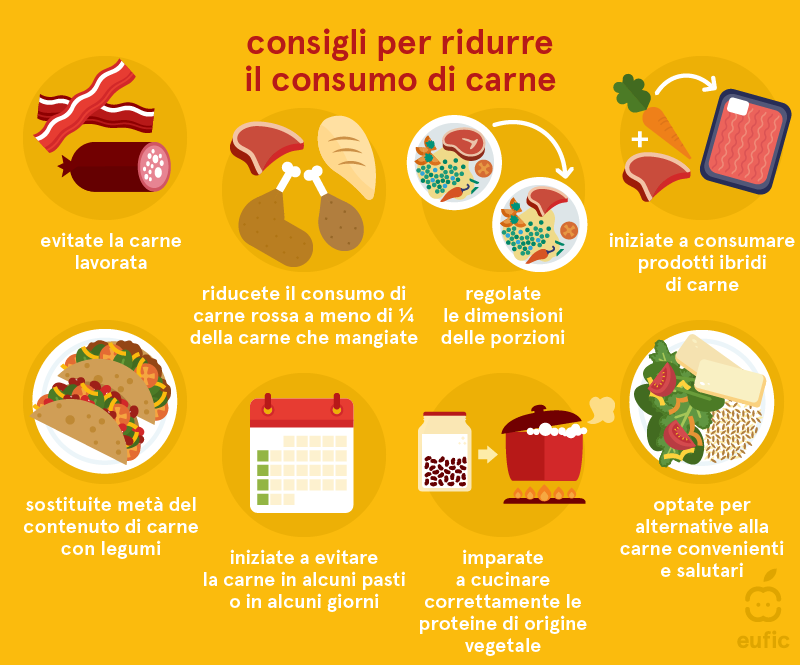 consigli per ridurre
il consumo di carne
evitate la carne
lavorata
riducete il consumo di
carne rossa a meno di ¼
della carne che mangiate
regolate
le dimensioni
delle porzioni
iniziate a consumare
prodotti ibridi
di carne
sostituite metà del
contenuto di carne
con legumi
iniziate a evitare
la carne in alcuni pasti
o in alcuni giorni
imparate
a cucinare
correttamente le
proteine di origine
vegetale
optate per
alternative alla
carne convenienti
e salutari
eufic